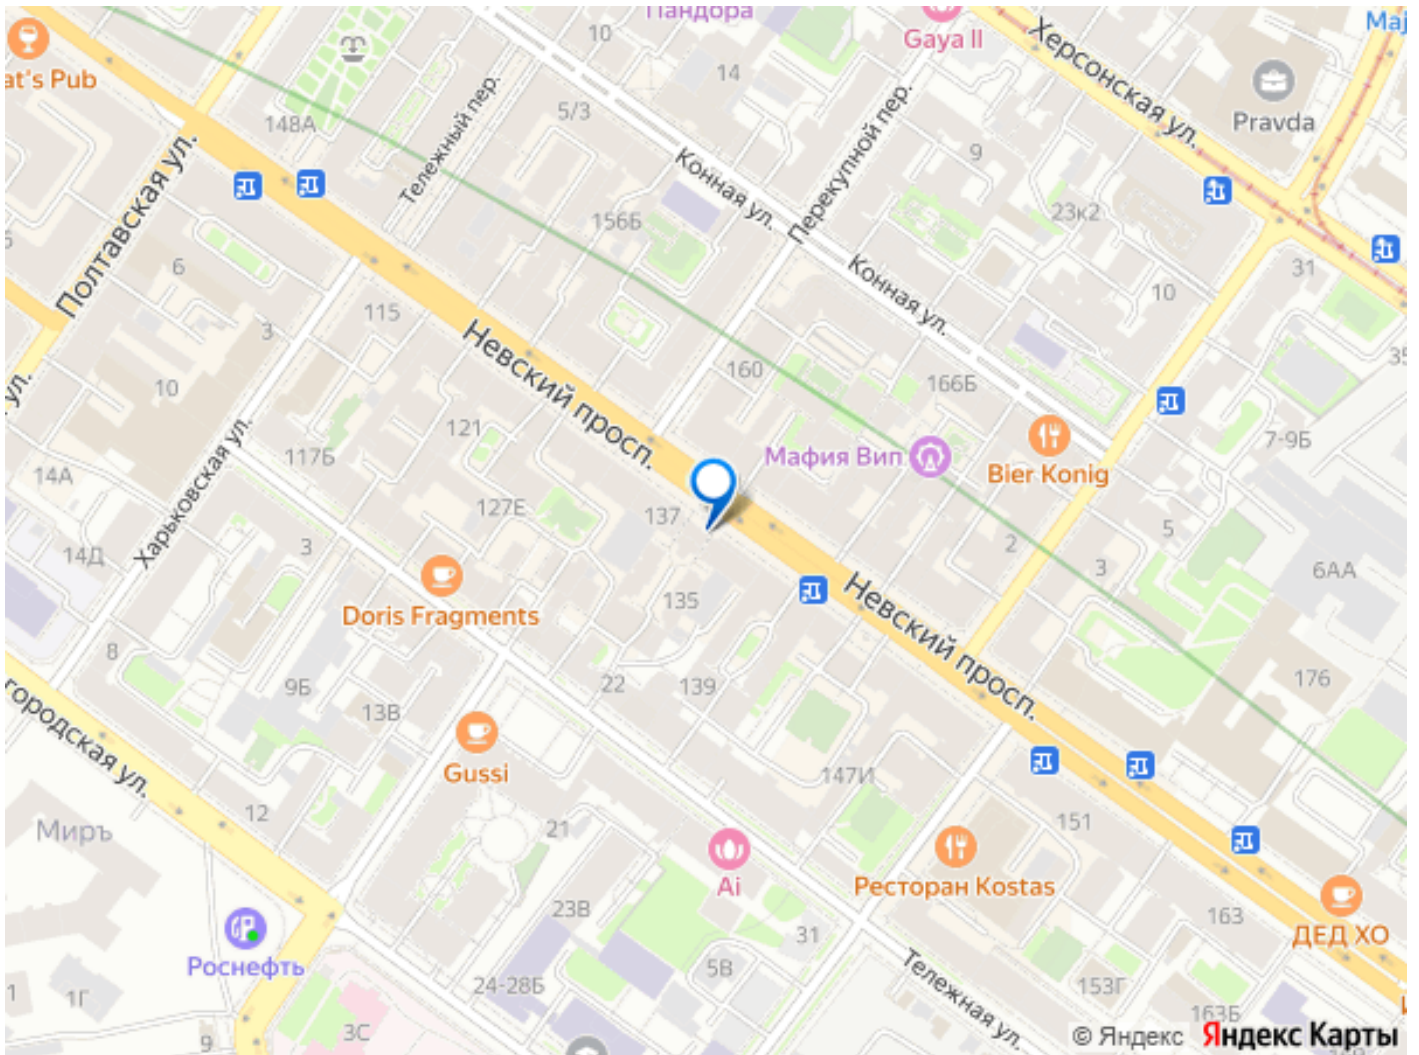 Пандора
Maj
Gaya II
10
at's Pub
14
Херсонская ул.
Pravda
5/3
148А
Тележный пер.
Перекупной пер.
9
Конная ул.
Полтавская ул.
156Б
23к2
6
31
10
Конная ул.
3
115
Невский просп.
35
160
166Б
10
ул.
121
Мафия Вип
7-9Б
117Б
Bier Konig
14А
Харьковская ул.
127Е
137
5
2
3
14Д
3
6АА
Невский просп.
Doris Fragments
135
8
9Б
22
139
176
13В
городская ул.
Gussi
147И
12
21
151
Миръ
Ai
Ресторан Kostas
23В
163
ДЕД ХО
31
Роснефть
5В
Тележная ул.
24-28Б
153Г
1
1Г
163Б
3С
9
© Яндекс Яндекс Карты